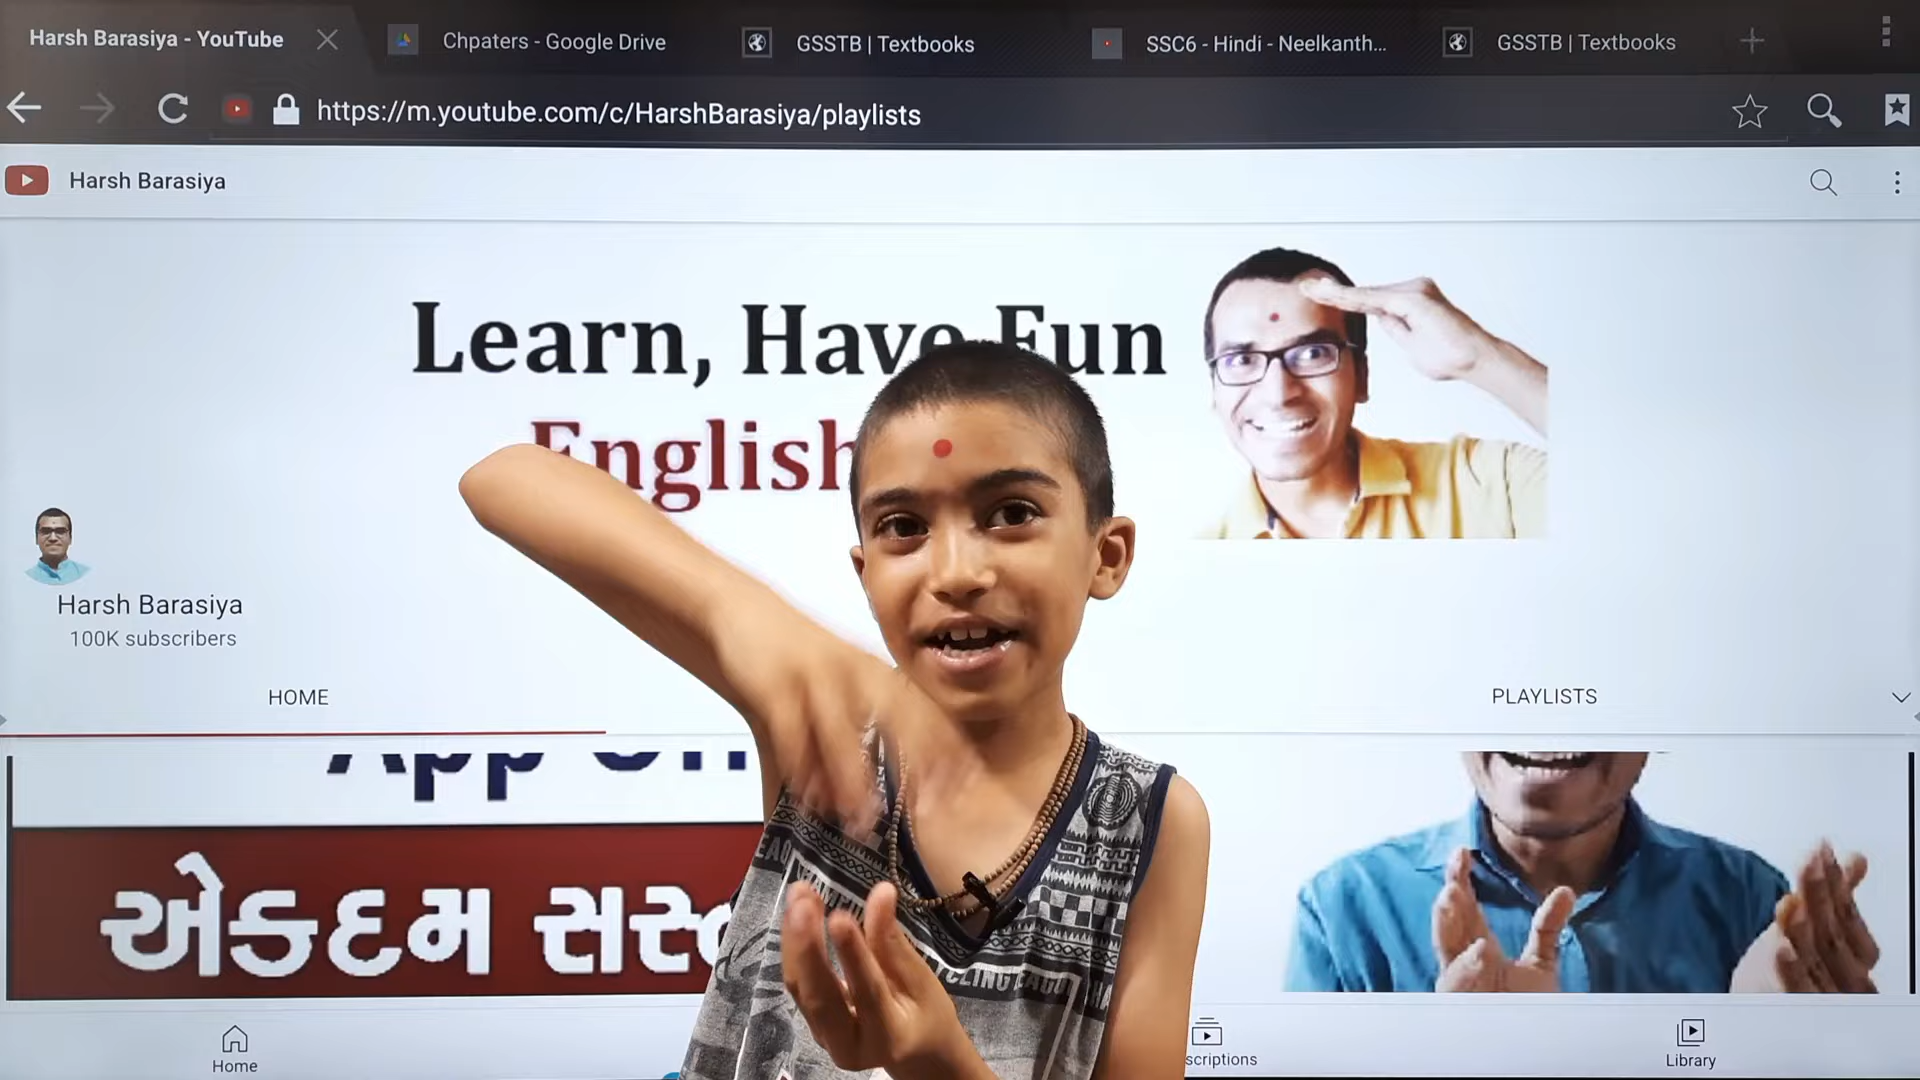 Harsh Barasiya - YouTube
Chpaters - Google Drive
GSSTB | Textbooks
SSC6 - Hindi - Neelkanth...
GSSTB | Textbooks
https://m.youtube.com/c/HarshBarasiya/playlists
Harsh Barasiya
Learn, Have Fun
English
Harsh Barasiya
100K subscribers
HOME
PLAYLISTS
App
એકદમ
Home
scriptions
Library